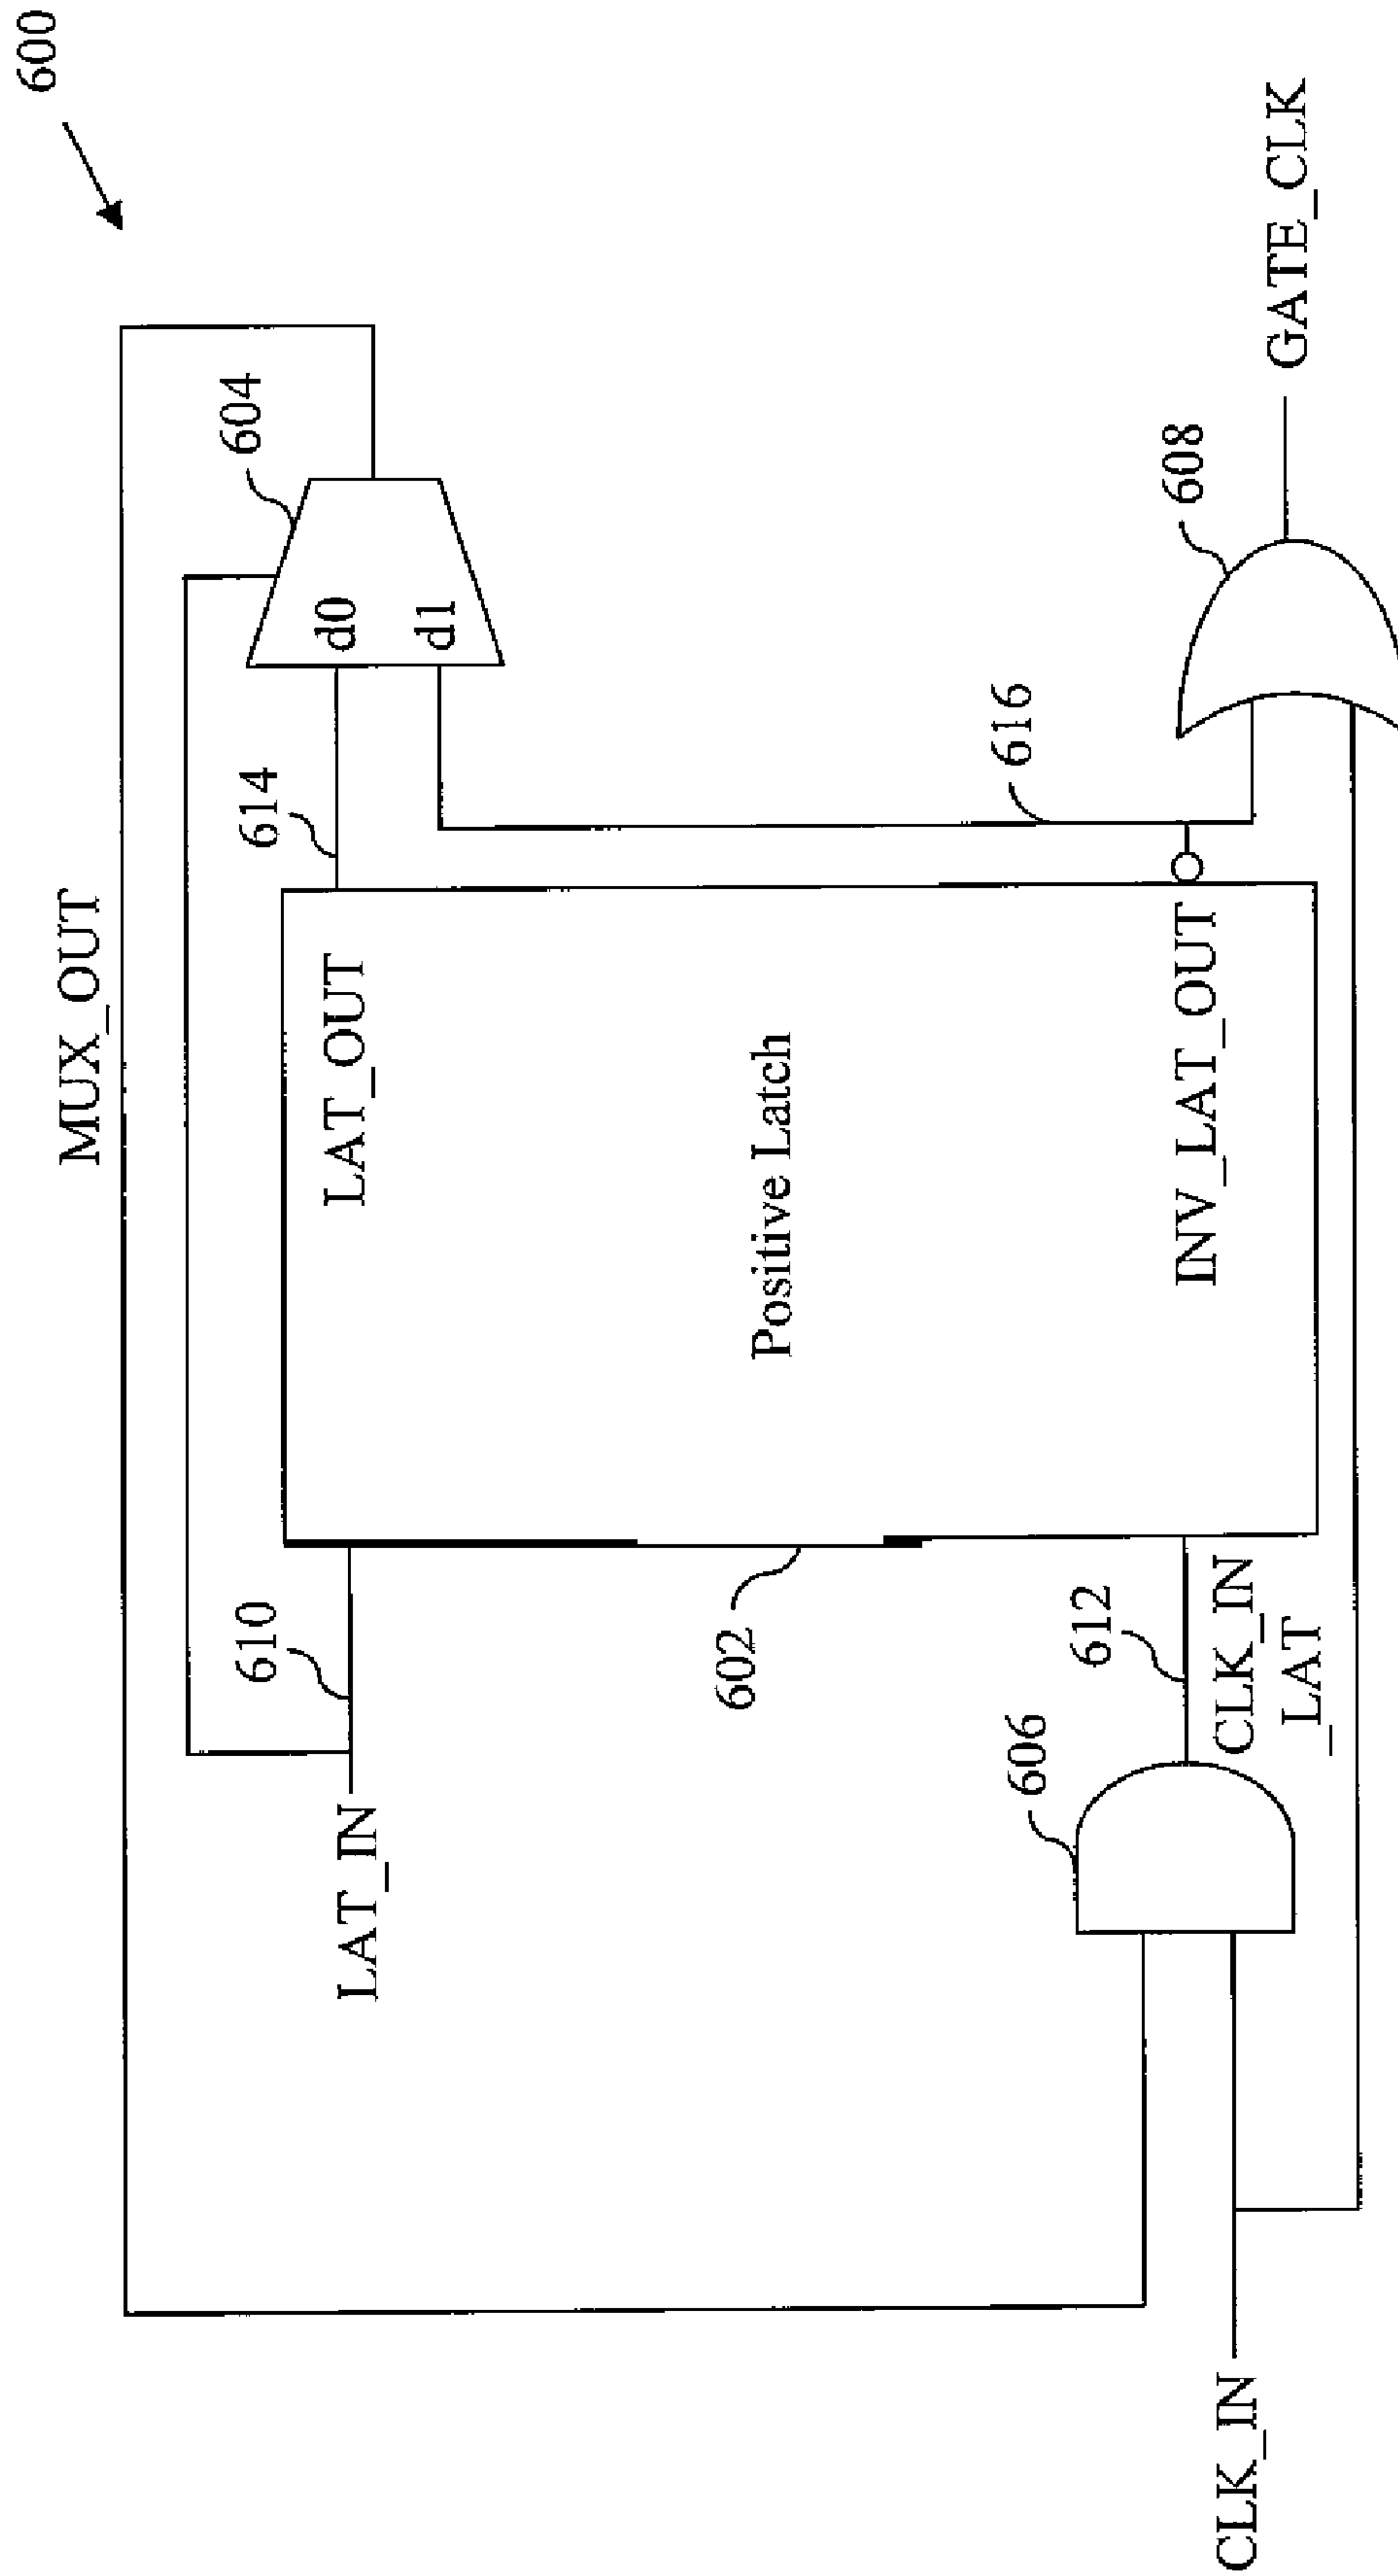 600
MUX_OUT
604
LAT_IN
610
614
LAT_OUT
d0
d1
602
Positive Latch
616
606
612
INV_LAT_OUT
608
CLK_IN
CLK_IN
_LAT
GATE_CLK